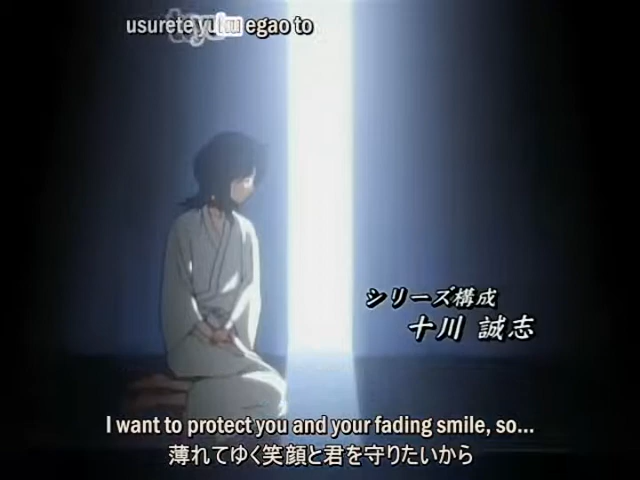 usurete yuku egao to
シリーズ構成
十川 誠志
I want to protect you and your fading smile, so...
薄れてゆく笑顔と君を守りたいから